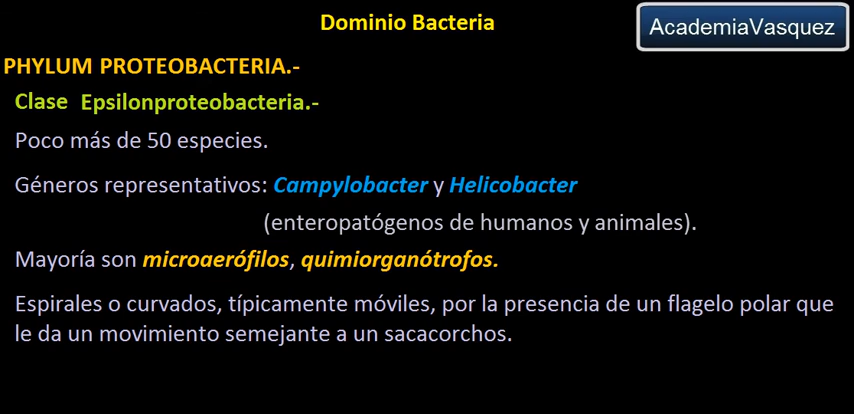 Dominio Bacteria
AcademiaVasquez
PHYLUM PROTEOBACTERIA.-
Clase Epsilonproteobacteria.-
Poco más de 50 especies.
Géneros representativos: Campylobacter y Helicobacter
(enteropatógenos de humanos y animales).
Mayoría son microaerófilos, quimiorganótrofos.
Espirales o curvados, típicamente móviles, por la presencia de un flagelo polar que
le da un movimiento semejante a un sacacorchos.